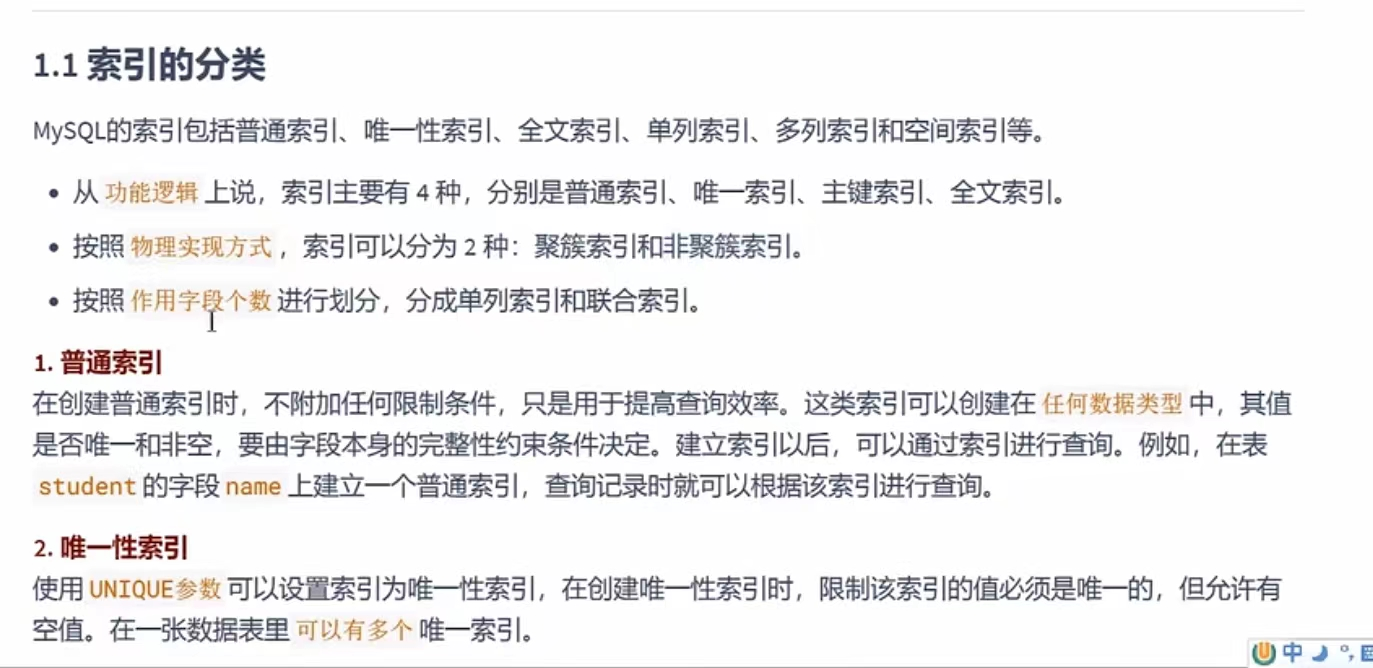 1.1 索引的分类
MySQL的索引包括普通索引、唯一性索引、全文索引、单列索引、多列索引和空间索引等。
• 从 功能逻辑 上说，索引主要有 4 种，分别是普通索引、唯一索引、主键索引、全文索引。
• 按照 物理实现方式 ，索引可以分为 2 种：聚簇索引和非聚簇索引。
• 按照 作用字段个数 进行划分，分成单列索引和联合索引。
1. 普通索引
在创建普通索引时，不附加任何限制条件，只是用于提高查询效率。这类索引可以创建在 任何数据类型 中，其值
是否唯一和非空，要由字段本身的完整性约束条件决定。建立索引以后，可以通过索引进行查询。例如，在表
student 的字段 name 上建立一个普通索引，查询记录时就可以根据该索引进行查询。
2. 唯一性索引
使用 UNIQUE参数 可以设置索引为唯一性索引，在创建唯一性索引时，限制该索引的值必须是唯一的，但允许有
空值。在一张数据表里 可以有多个 唯一索引。
中